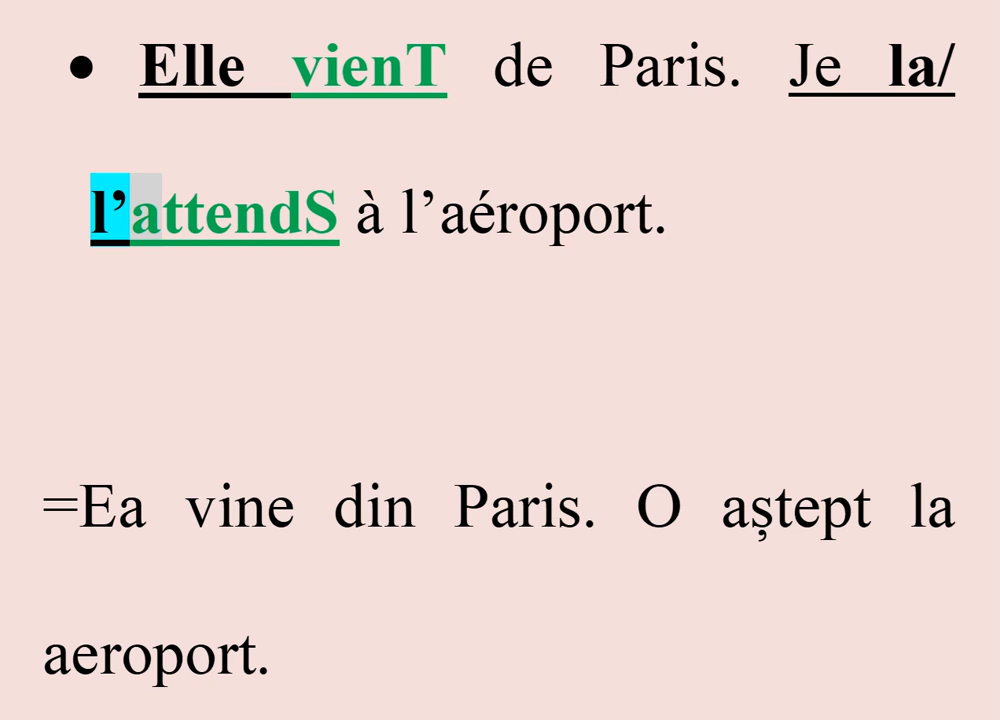 • Elle vienT de Paris. Je la/
l’attendS à l’aéroport.
=Ea vine din Paris. O aștept la
aeroport.